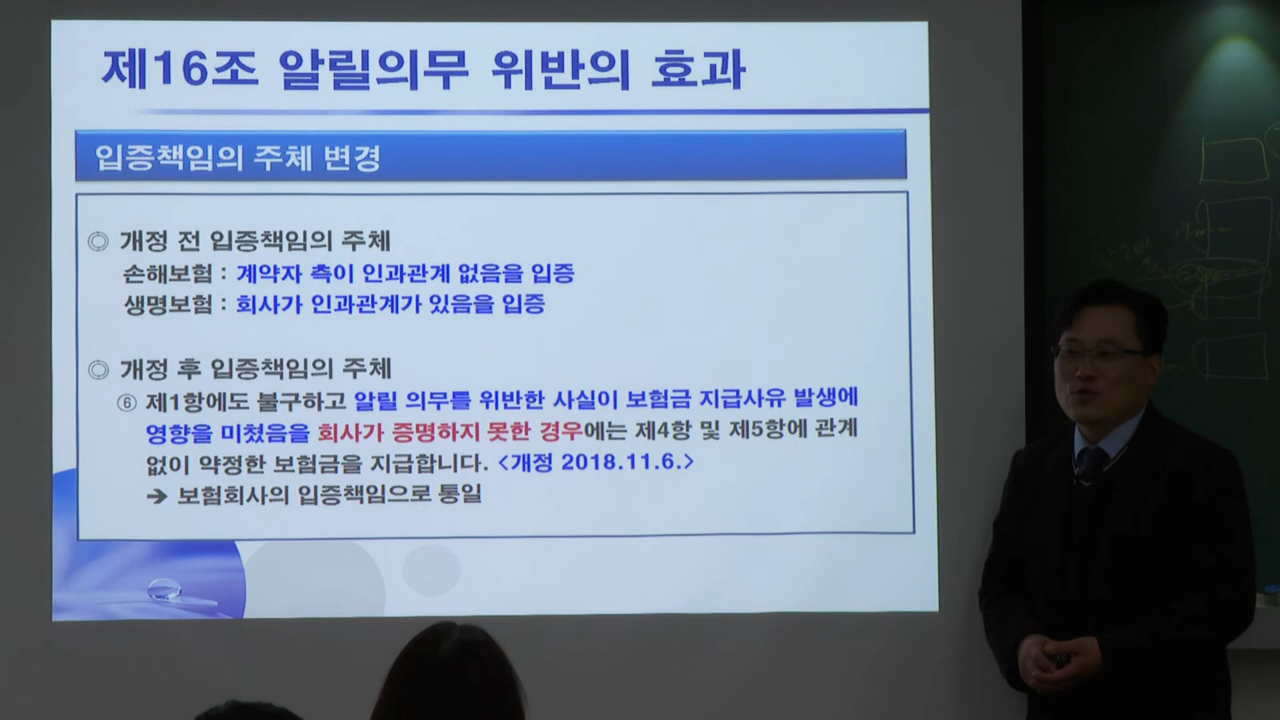 제16조 알릴의무 위반의 효과
입증책임의 주체 변경
◎ 개정 전 입증책임의 주체
손해보험 : 계약자 측이 인과관계 없음을 입증
생명보험 : 회사가 인과관계가 있음을 입증
◎ 개정 후 입증책임의 주체
⑥ 제1항에도 불구하고 알릴 의무를 위반한 사실이 보험금 지급사유 발생에
영향을 미쳤음을 회사가 증명하지 못한 경우에는 제4항 및 제5항에 관계
없이 약정한 보험금을 지급합니다. <개정 2018.11.6.>
➔ 보험회사의 입증책임으로 통일